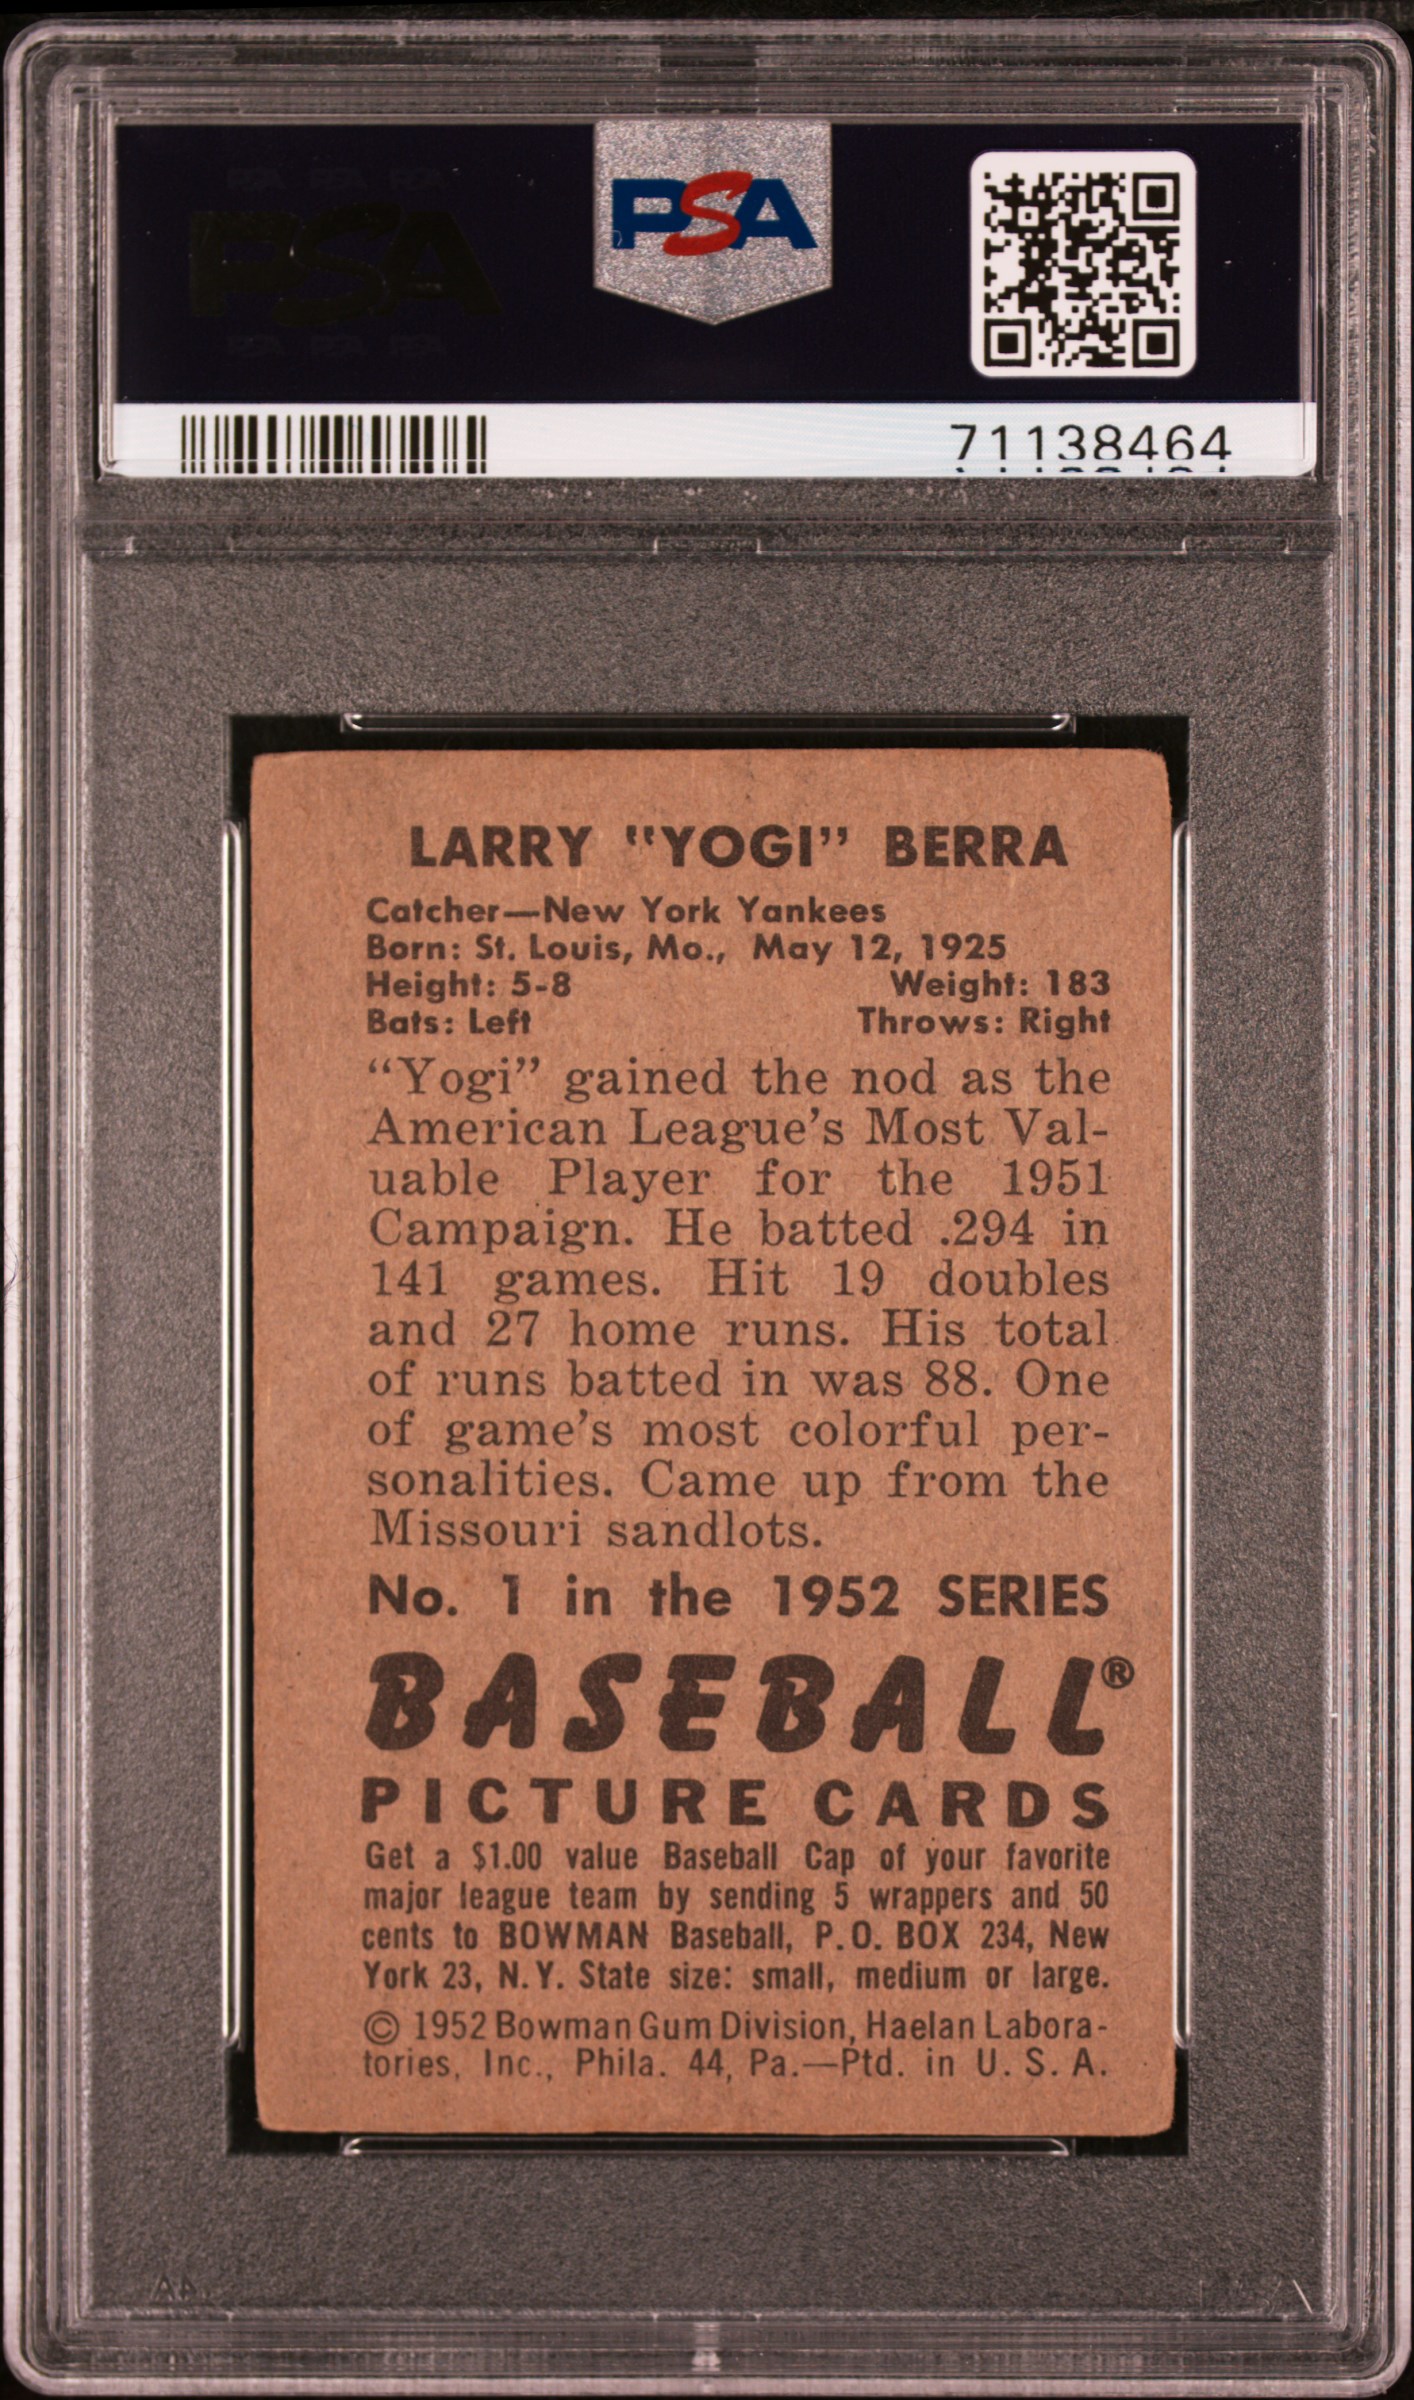 PSA
71138464
LARRY "YOGI" BERRA
Catcher—New York Yankees
Born: St. Louis, Mo., May 12, 1925
Height: 5-8 Weight: 183
Bats: Left Throws: Right
“Yogi” gained the nod as the
American League’s Most Val-
uable Player for the 1951
Campaign. He batted .294 in
141 games. Hit 19 doubles
and 27 home runs. His total
of runs batted in was 88. One
of game’s most colorful per-
sonalities. Came up from the
Missouri sandlots.
No. 1 in the 1952 SERIES
BASEBALL®
PICTURE CARDS
Get a $1.00 value Baseball Cap of your favorite
major league team by sending 5 wrappers and 50
cents to BOWMAN Baseball, P.O. BOX 234, New
York 23, N.Y. State size: small, medium or large.
© 1952 Bowman Gum Division, Haelan Labora-
tories, Inc., Phila. 44, Pa.—Ptd. in U. S. A.